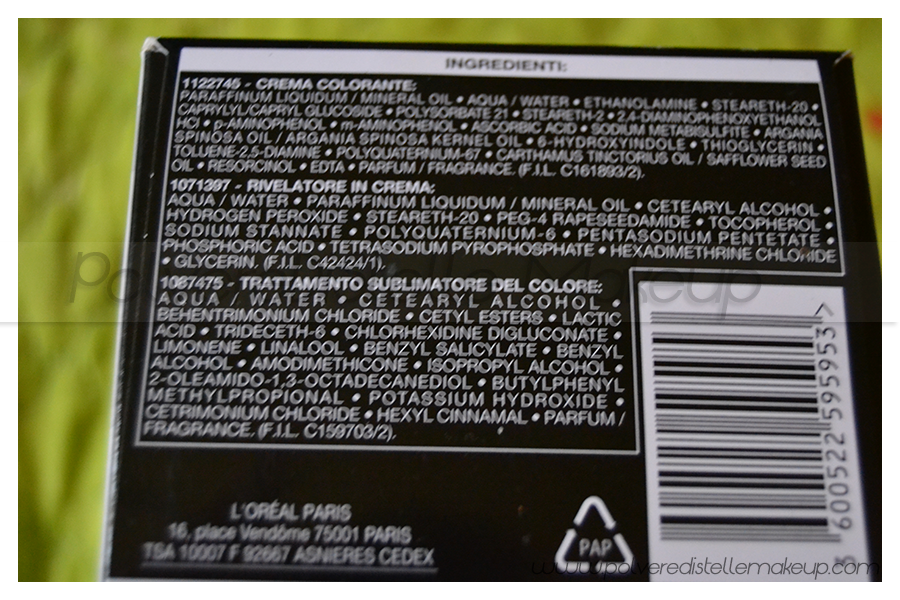 INGREDIENTI:
1122745 - CREMA COLORANTE:
PARAFFINUM LIQUIDUM / MINERAL OIL • AQUA / WATER • ETHANOLAMINE • STEARETH-20 •
CAPRYLYL / CAPRYL GLUCOSIDE • POLYSORBATE 21 • STEARETH-2 • 2,4-DIAMINOPHENOXYETHANOL
HCl • p-AMINOPHENOL • m-AMINOPHENOL • ASCORBIC ACID • SODIUM METABISULFITE • ARGANIA
SPINOSA OIL / ARGANIA SPINOSA KERNEL OIL • 6-HYDROXYINDOLE • THIOGLYCERIN •
TOLUENE-2,5-DIAMINE • POLYQUATERNIUM-67 • CARTHAMUS TINCTORIUS OIL / SAFFLOWER SEED
OIL • RESORCINOL • EDTA • PARFUM / FRAGRANCE. (F.I.L. C161893/2).
1071397 - RIVELATORE IN CREMA:
AQUA / WATER • PARAFFINUM LIQUIDUM / MINERAL OIL • CETEARYL ALCOHOL •
HYDROGEN PEROXIDE • STEARETH-20 • PEG-4 RAPESEEDAMIDE • TOCOPHEROL •
SODIUM STANNATE • POLYQUATERNIUM-6 • PENTASODIUM PENTETATE •
PHOSPHORIC ACID • TETRASODIUM PYROPHOSPHATE • HEXADIMETHRINE CHLORIDE
• GLYCERIN. (F.I.L. C42424/1).
1067475 - TRATTAMENTO SUBLIMATORE DEL COLORE:
AQUA / WATER • CETEARYL ALCOHOL •
BEHENTRIMONIUM CHLORIDE • CETYL ESTERS • LACTIC
ACID • TRIDECETH-6 • CHLORHEXIDINE DIGLUCONATE •
LIMONENE • LINALOOL • BENZYL SALICYLATE • BENZYL
ALCOHOL • AMODIMETHICONE • ISOPROPYL ALCOHOL •
2-OLEAMIDO-1,3-OCTADECANEDIOL • BUTYLPHENYL
METHYLPROPIONAL • POTASSIUM HYDROXIDE •
CETRIMONIUM CHLORIDE • HEXYL CINNAMAL • PARFUM /
FRAGRANCE. (F.I.L. C159703/2).
L'ORÉAL PARIS
16, place Vendôme 75001 PARIS
TSA 10007 F 92667 ASNIERES CEDEX
PAP
3 600522 595953 >
Polvere di Stelle Makeup
www.polveredistellemakeup.com